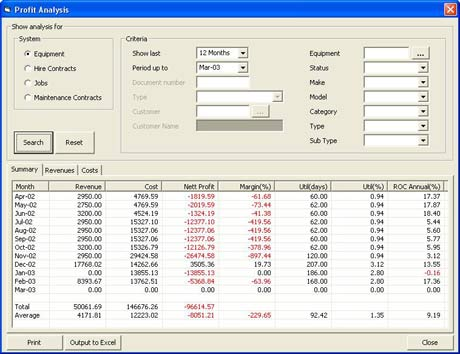 Profit Analysis
Show analysis for
System
Equipment
Hire Contracts
Jobs
Maintenance Contracts
Search
Reset
Criteria
Show last 12 Months
Period up to Mar-03
Document number
Type
Customer ...
Customer Name
Equipment ...
Status
Make
Model
Category
Type
Sub Type
Summary Revenues Costs
Month Revenue Cost Nett Profit Margin(%) Util(days) Util(%) ROC Annual(%)
Apr-02 2950.00 4769.59 -1819.59 -61.68 60.00 0.94 17.37
May-02 2750.00 4769.59 -2019.59 -73.44 60.00 0.94 17.87
Jun-02 3200.00 4524.19 -1324.19 -41.38 60.00 0.94 18.40
Jul-02 2950.00 15327.06 -12377.10 -419.56 60.00 0.94 5.44
Aug-02 2950.00 15327.06 -12377.06 -419.56 60.00 0.94 5.60
Sep-02 2950.00 15327.06 -12377.06 -419.56 60.00 0.94 5.77
Oct-02 3200.00 15326.79 -12126.79 -378.96 60.00 0.94 5.95
Nov-02 2950.00 29424.58 -26474.58 -897.44 120.00 0.94 3.12
Dec-02 17768.00 14262.66 3505.36 19.73 207.00 3.12 13.55
Jan-03 0.00 13855.13 -13855.13 0.00 186.00 2.80 -0.16
Feb-03 8393.67 13762.51 -5368.84 -63.96 168.00 2.80 17.36
Mar-03 0.00 0.00 0.00 0.00 0.00 0.00 0.00
Total 50061.69 146676.26 -96614.57
Average 4171.81 12223.02 -8051.21 -229.65 92.42 1.35 9.19
Print
Output to Excel
Close